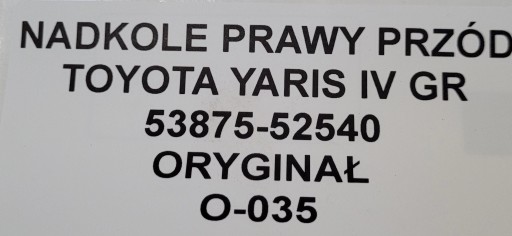 NADKOLE PRAWY PRZÓD
TOYOTA YARIS IV GR
53875-52540
ORYGINAŁ
O-035